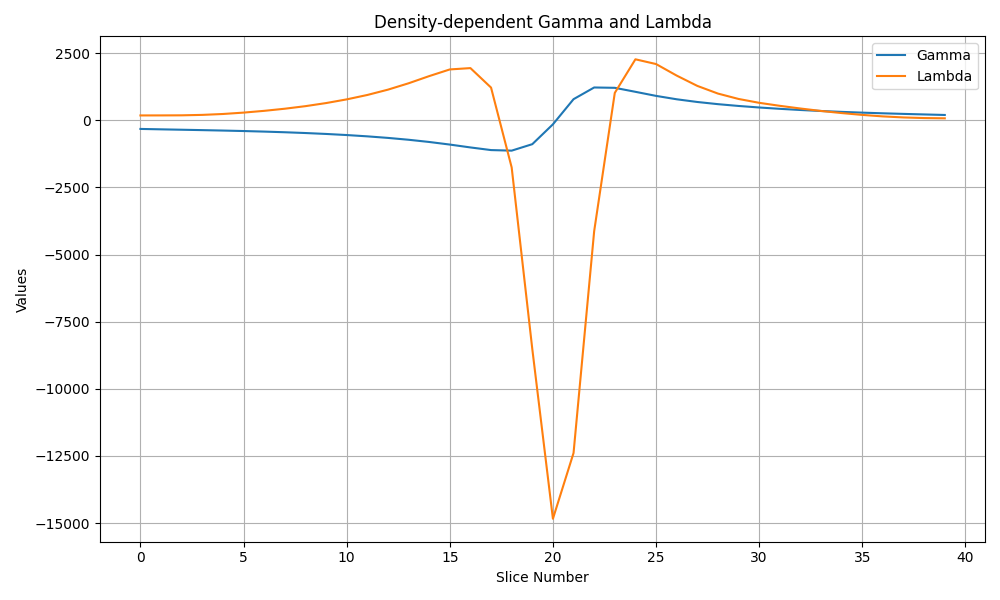 Density-dependent Gamma and Lambda
Gamma
Lambda
2500
0
−2500
−5000
−7500
−10000
−12500
−15000
Values
0 5 10 15 20 25 30 35 40
Slice Number